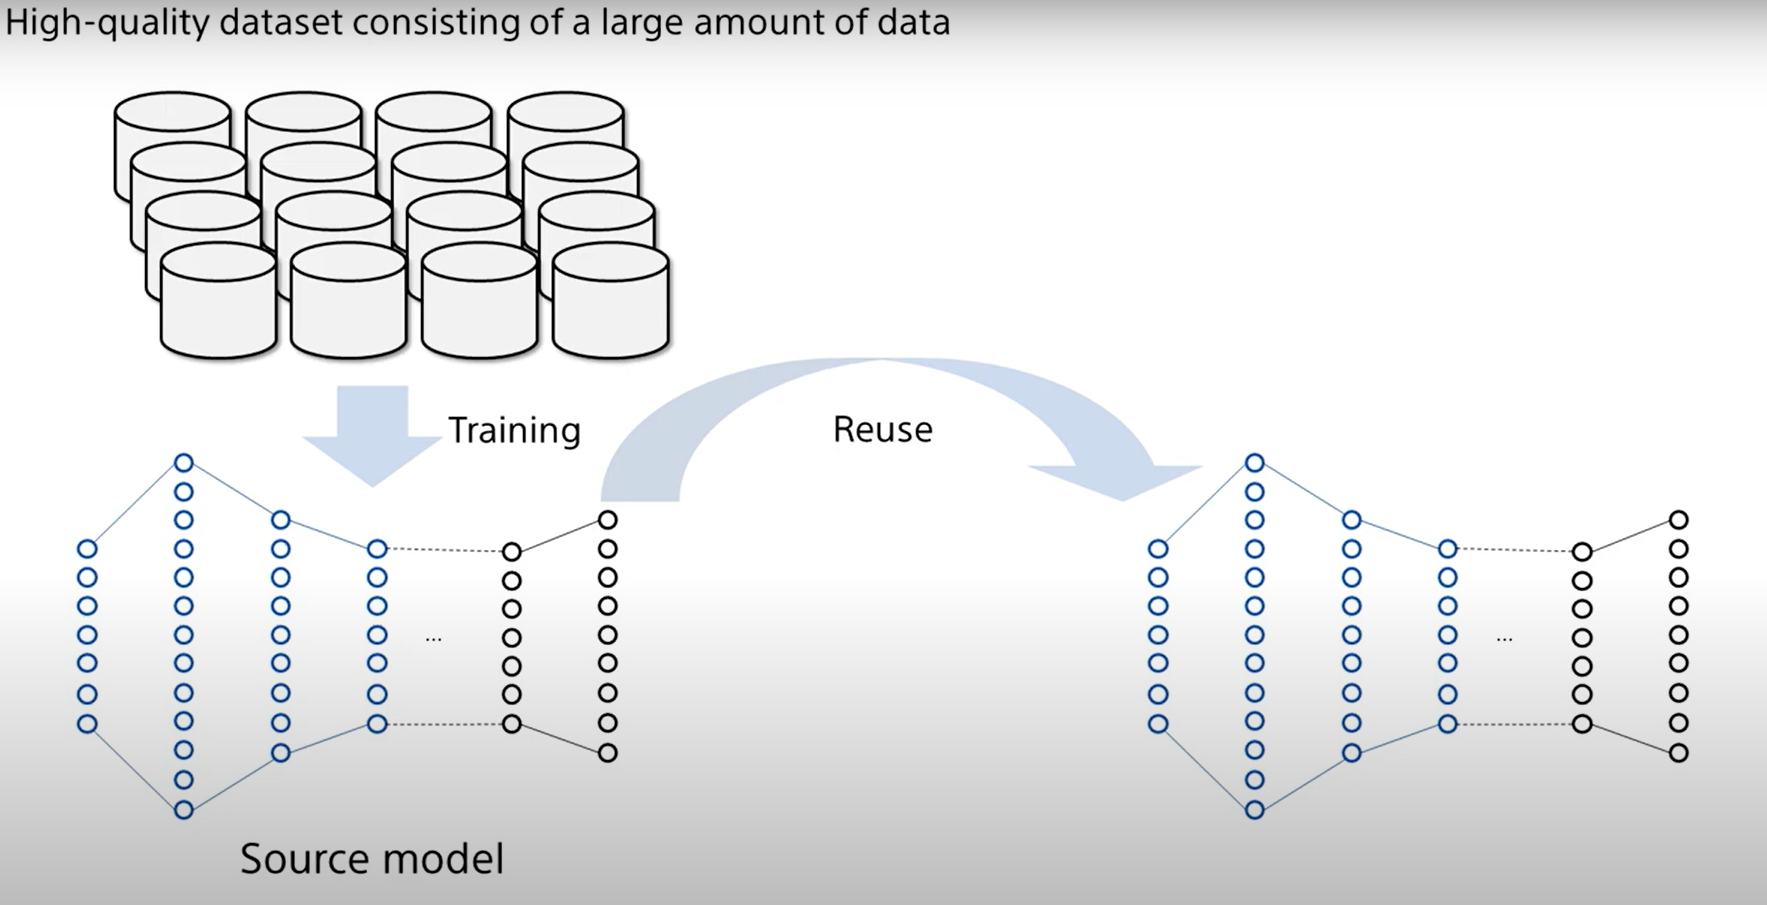 High-quality dataset consisting of a large amount of data
Training
Reuse
...
...
Source model